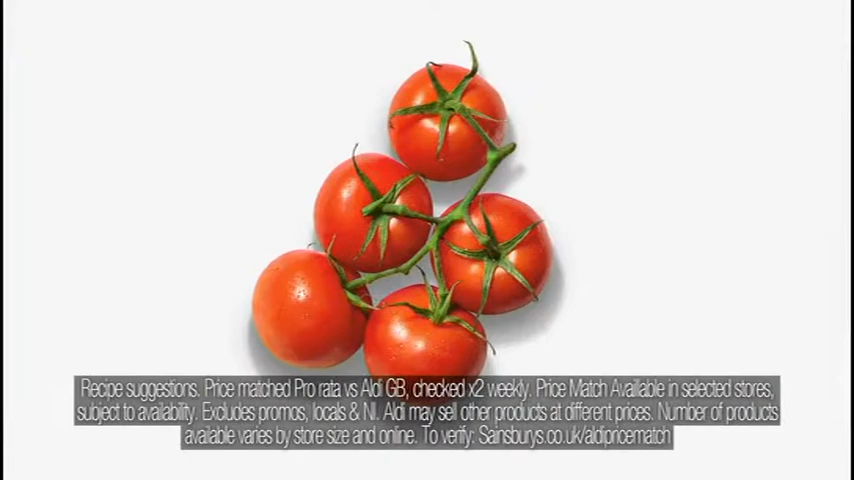 Recipe suggestions. Price matched Pro rata vs Aldi GB, checked x2 weekly. Price Match Available in selected stores,
subject to availability. Excludes promos, locals & NI. Aldi may sell other products at different prices. Number of products
available varies by store size and online. To verify: Sainsburys.co.uk/aldipricematch